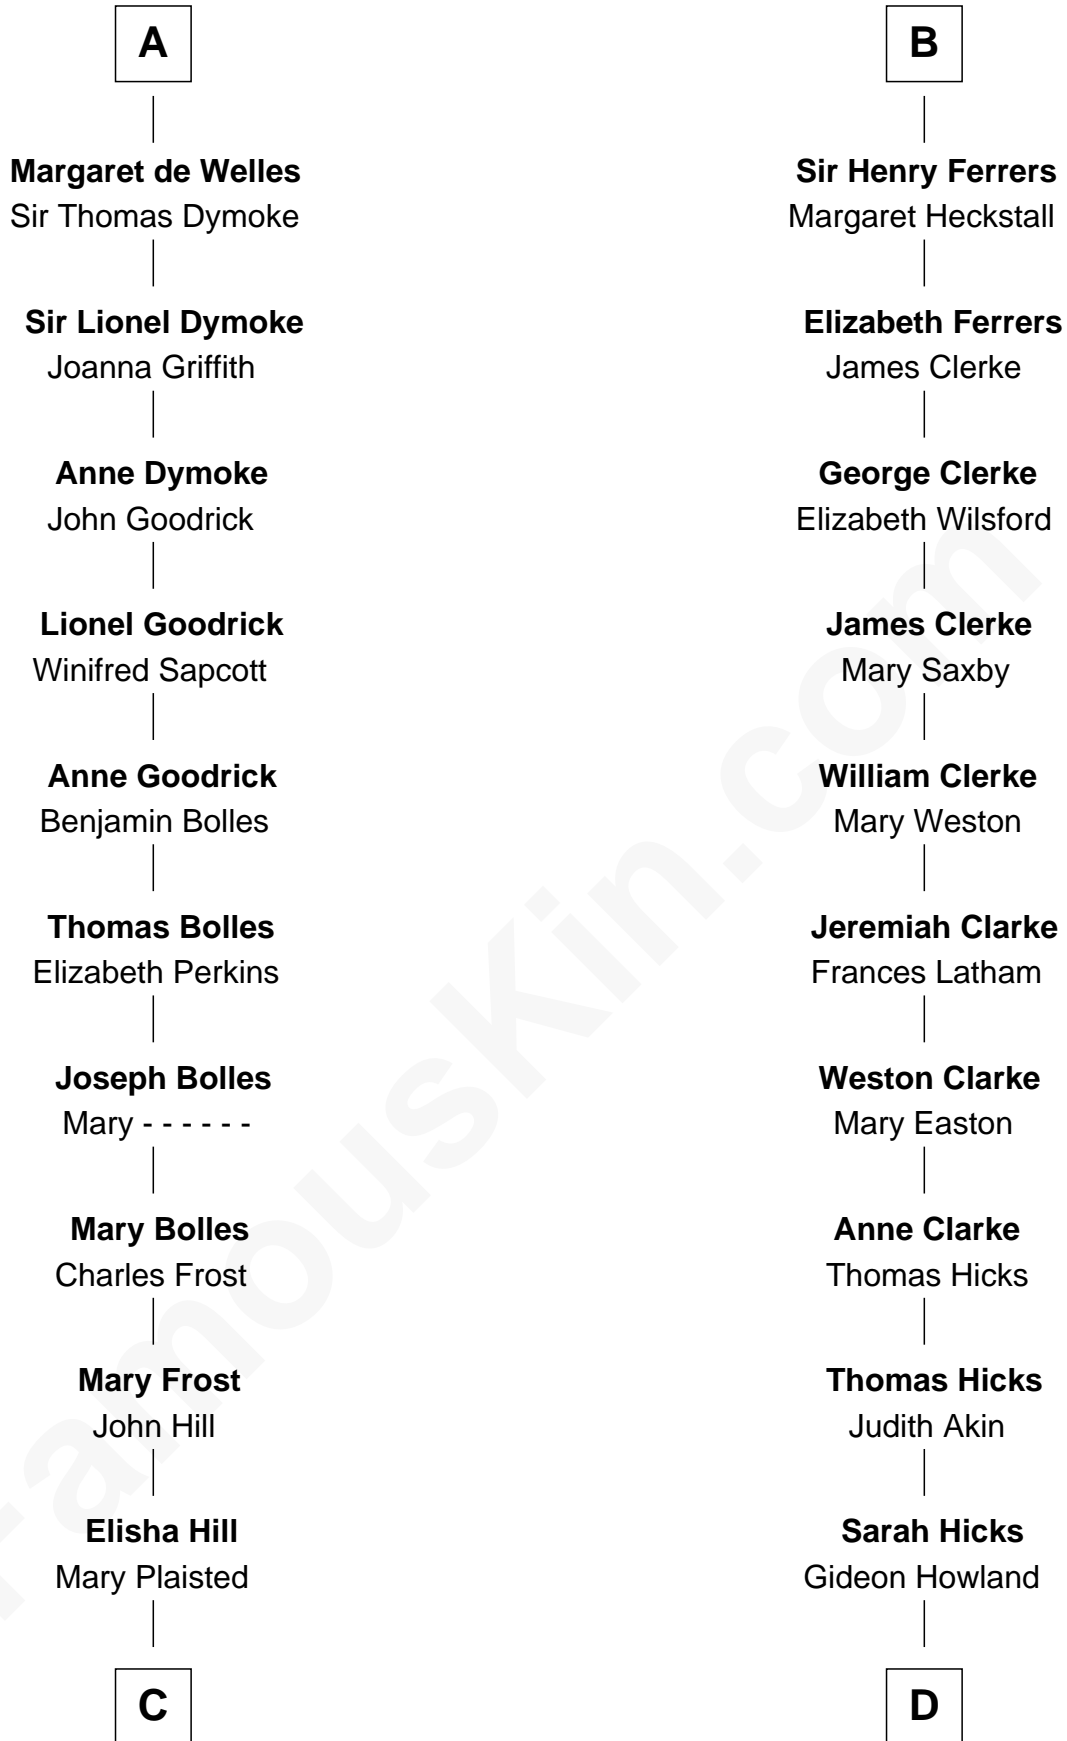 A
Margaret de Welles
Sir Thomas Dymoke
Sir Lionel Dymoke
Joanna Griffith
Anne Dymoke
John Goodrick
Lionel Goodrick
Winifred Sapcott
Anne Goodrick
Benjamin Bolles
Thomas Bolles
Elizabeth Perkins
Joseph Bolles
Mary - - - - - -
Mary Bolles
Charles Frost
Mary Frost
John Hill
Elisha Hill
Mary Plaisted
C
B
Sir Henry Ferrers
Margaret Heckstall
Elizabeth Ferrers
James Clerke
George Clerke
Elizabeth Wilsford
James Clerke
Mary Saxby
William Clerke
Mary Weston
Jeremiah Clarke
Frances Latham
Weston Clarke
Mary Easton
Anne Clarke
Thomas Hicks
Thomas Hicks
Judith Akin
Sarah Hicks
Gideon Howland
D
FamousKin.com